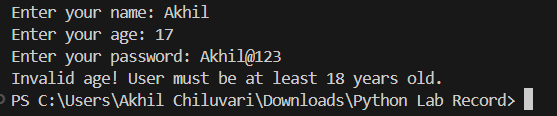 Enter your name: Akhil
Enter your age: 17
Enter your password: Akhil@123
Invalid age! User must be at least 18 years old.
PS C:\Users\Akhil Chiluvari\Downloads\Python Lab Record>